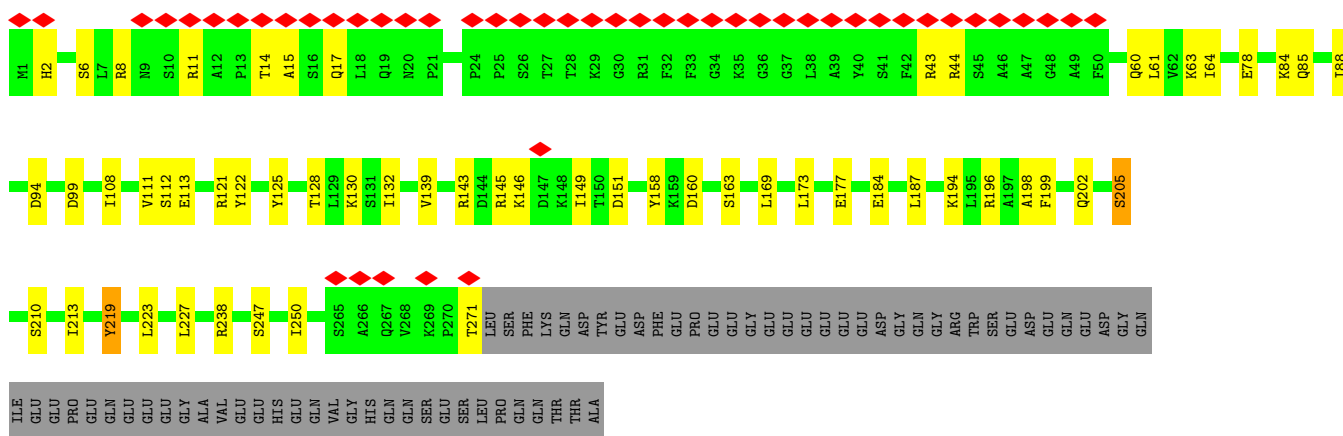 M1 H2 S6 L7 R8 N9 S10 R11 A12 P13 T14 A15 S16 Q17 L18 Q19 N20 P21 P24 P25 S26 T27 T28 K29 G30 R31 F32 F33 G34 K35 G36 G37 L38 A39 Y40 S41 F42 R43 R44 S45 A46 A47 G48 A49 F50 Q60 L61 V62 K63 I64 E78 K84 Q85 I88
D94 D99 I108 V111 S112 E113 R121 Y122 Y125 T128 L129 K130 S131 I132 V139 R143 D144 R145 K146 D147 K148 I149 T150 D151 Y158 K159 D160 S163 L169 L173 E177 E184 L187 K194 L195 R196 A197 A198 F199 Q202 S205
S210 I213 Y219 L223 L227 R238 S247 I250 S265 A266 Q267 V268 K269 P270 T271 LEU SER PHE LYS GLN ASP TYR GLU ASP PHE GLU PRO GLU GLU GLY GLU GLU GLU GLU GLU ASP GLY GLN GLY ARG TRP SER GLU ASP GLU GLN GLU ASP GLY GLN
ILE GLU GLU PRO GLU GLN GLU GLU GLU GLY ALA VAL GLU GLU HIS GLU GLN VAL GLY HIS GLN GLN SER GLU SER LEU PRO GLN GLN THR THR ALA